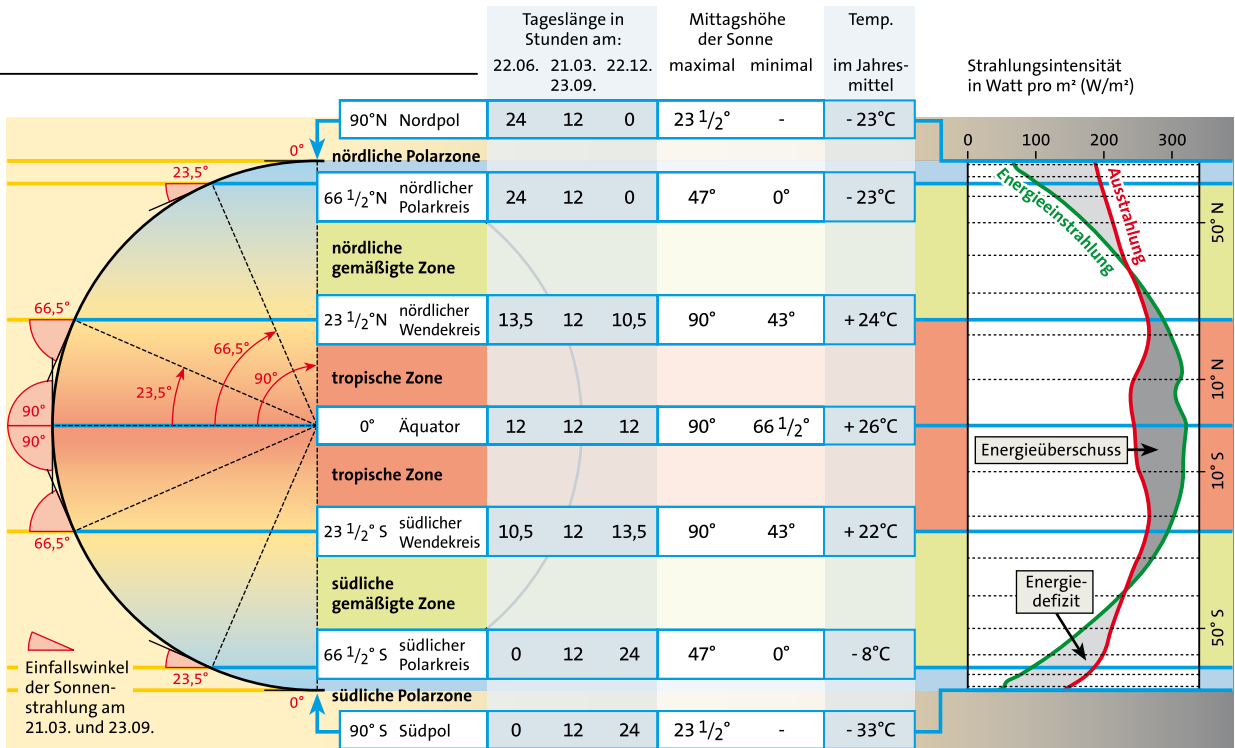 Tageslänge in
Stunden am:
22.06. 21.03. 22.12.
23.09.
Mittagshöhe
der Sonne
maximal minimal
Temp.
im Jahres-
mittel
Strahlungsintensität
in Watt pro m² (W/m²)
90°N Nordpol 24 12 0 23 1/2° - - 23°C
nördliche Polarzone
66 1/2°N nördlicher
Polarkreis 24 12 0 47° 0° - 23°C
nördliche
gemäßigte Zone
23 1/2°N nördlicher
Wendekreis 13,5 12 10,5 90° 43° + 24°C
tropische Zone
0° Äquator 12 12 12 90° 66 1/2° + 26°C
tropische Zone
23 1/2° S südlicher
Wendekreis 10,5 12 13,5 90° 43° + 22°C
südliche
gemäßigte Zone
66 1/2° S südlicher
Polarkreis 0 12 24 47° 0° - 8°C
südliche Polarzone
90° S Südpol 0 12 24 23 1/2° - - 33°C
0°
23,5°
66,5°
66,5°
90°
23,5°
90°
90°
66,5°
23,5°
0°
Einfallswinkel
der Sonnen-
strahlung am
21.03. und 23.09.
0 100 200 300
Energieeinstrahlung
Ausstrahlung
Energieüberschuss
Energie-
defizit
50° N
10° N
10° S
50° S